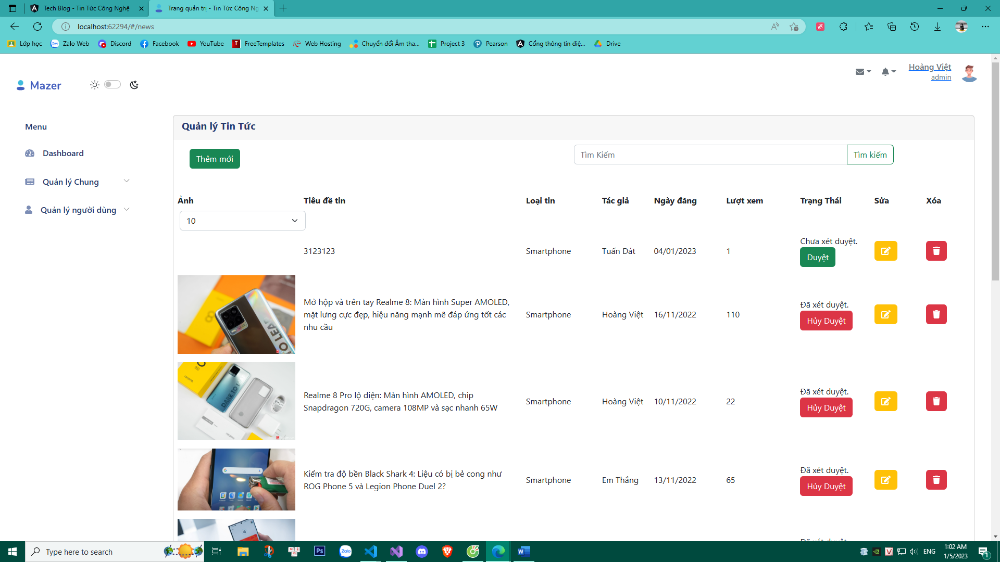 Tech Blog - Tin Tức Công Nghệ
Trang quản trị - Tin Tức Công Ng
localhost:62294/#/news
Lớp học
Zalo Web
Discord
Facebook
YouTube
FreeTemplates
Web Hosting
Chuyển đổi Âm tha...
Project 3
Pearson
Cổng thông tin điệ...
Drive
Hoàng Việt
admin
Mazer
Menu
Dashboard
Quản lý Chung
Quản lý người dùng
Quản lý Tin Tức
Thêm mới
Tìm Kiếm
Tìm kiếm
Ảnh Tiêu đề tin Loại tin Tác giả Ngày đăng Lượt xem Trạng Thái Sửa Xóa
10
3123123 Smartphone Tuấn Dát 04/01/2023 1
Chưa xét duyệt.
Duyệt
Mở hộp và trên tay Realme 8: Màn hình Super AMOLED,
mặt lưng cực đẹp, hiệu năng mạnh mẽ đáp ứng tốt các
nhu cầu
Smartphone Hoàng Việt 16/11/2022 110
Đã xét duyệt.
Hủy Duyệt
Realme 8 Pro lộ diện: Màn hình AMOLED, chip
Snapdragon 720G, camera 108MP và sạc nhanh 65W
Smartphone Hoàng Việt 10/11/2022 22
Đã xét duyệt.
Hủy Duyệt
DARE TO L
realme
Kiểm tra độ bền Black Shark 4: Liệu có bị bẻ cong như
ROG Phone 5 và Legion Phone Duel 2?
Smartphone Em Thắng 13/11/2022 65
Đã xét duyệt.
Hủy Duyệt
Đã xét duyệt.
Type here to search
ENG
1:02 AM
1/5/2023
1